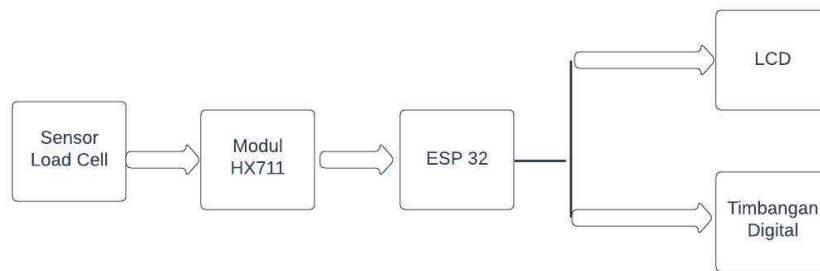 Sensor
Load Cell
Modul
HX711
ESP 32
LCD
Timbangan
Digital